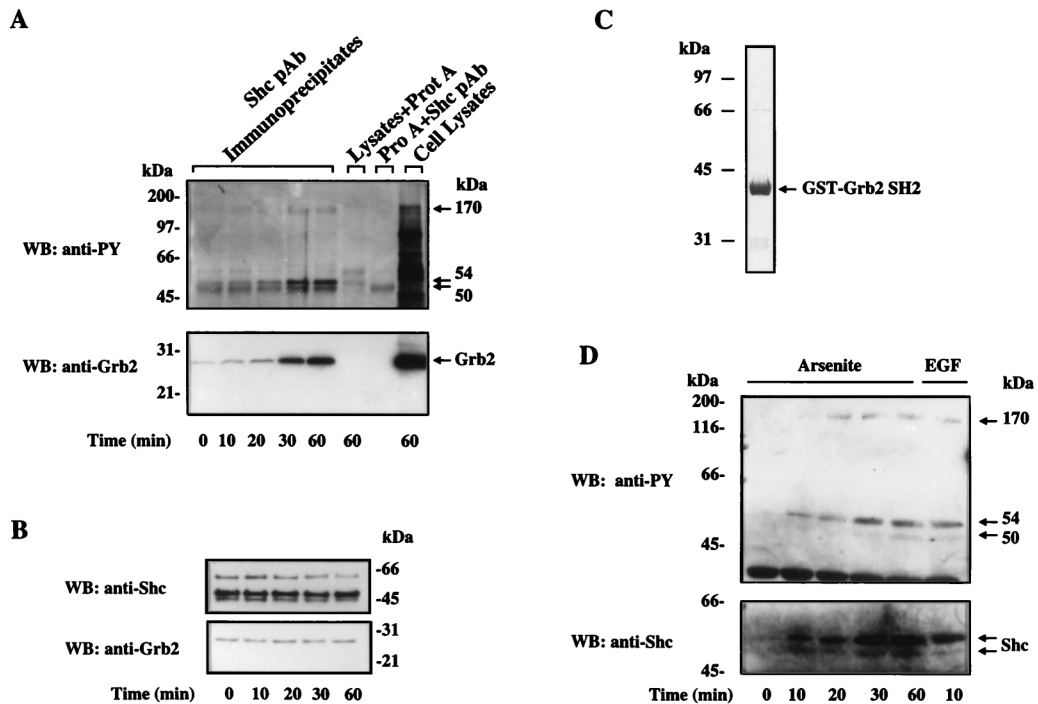 A
Shc pAb
Immunoprecipitates
Lysates+Prot A
Pro A+Shc pAb
Cell Lysates
kDa
kDa
200-
97-
66-
45-
170
54
50
WB: anti-PY
31-
21-
WB: anti-Grb2
Grb2
Time (min) 0 10 20 30 60 60 60
B
kDa
WB: anti-Shc
-66
-45
WB: anti-Grb2
-31
-21
Time (min) 0 10 20 30 60
C
kDa
97
66
45
31
GST-Grb2 SH2
D
Arsenite EGF
kDa
kDa
200-
116-
66-
45-
170
54
50
WB: anti-PY
66-
45-
WB: anti-Shc
Shc
Time (min) 0 10 20 30 60 10